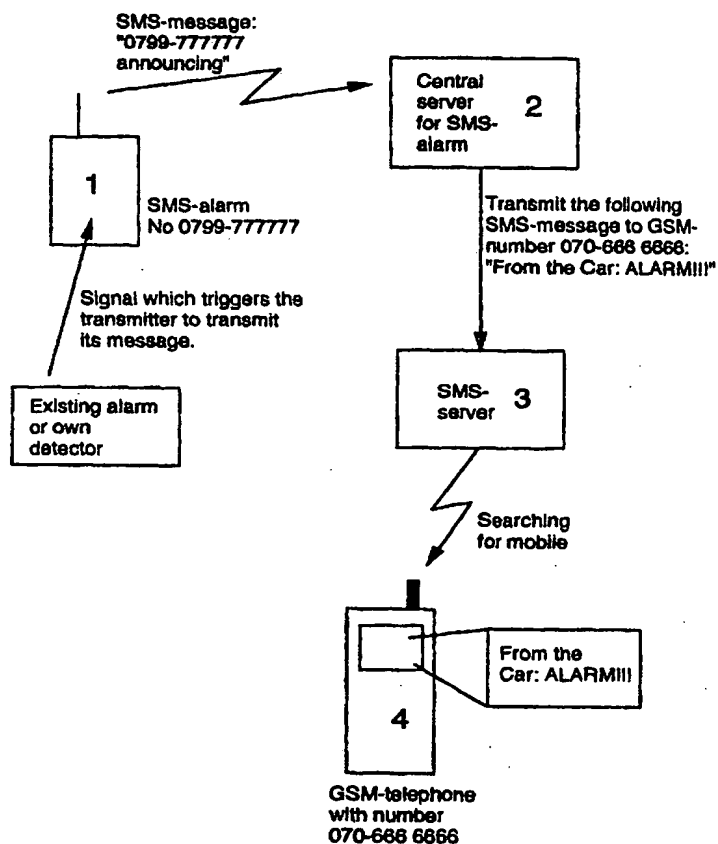 SMS-message:
"0799-777777
announcing"
Central
server
for SMS-
alarm
2
1
SMS-alarm
No 0799-777777
Transmit the following
SMS-message to GSM-
number 070-666 6666:
"From the Car: ALARM!!!"
Signal which triggers the
transmitter to transmit
its message.
Existing alarm
or own
detector
SMS-
server
3
Searching
for mobile
From the
Car: ALARM!!!
4
GSM-telephone
with number
070-666 6666